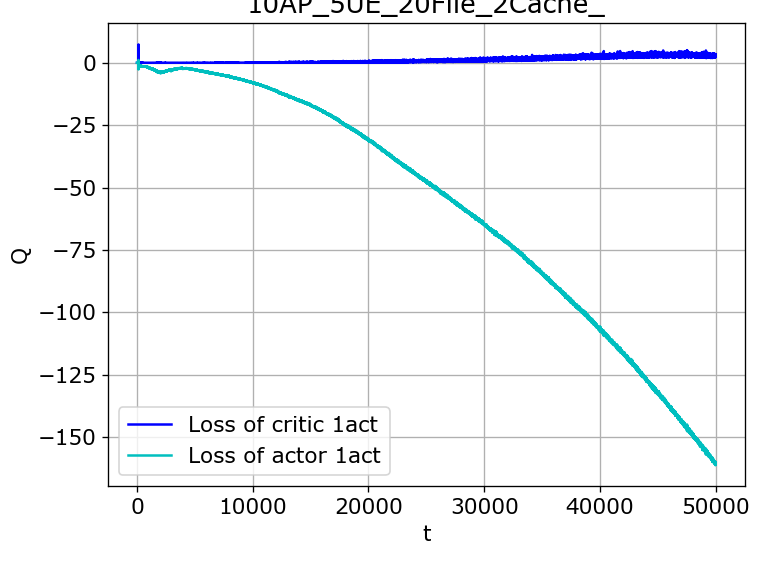 10AP_5UE_20File_2Cache_
0
−25
−50
−75
−100
−125
−150
Q
Loss of critic 1act
Loss of actor 1act
0 10000 20000 30000 40000 50000
t